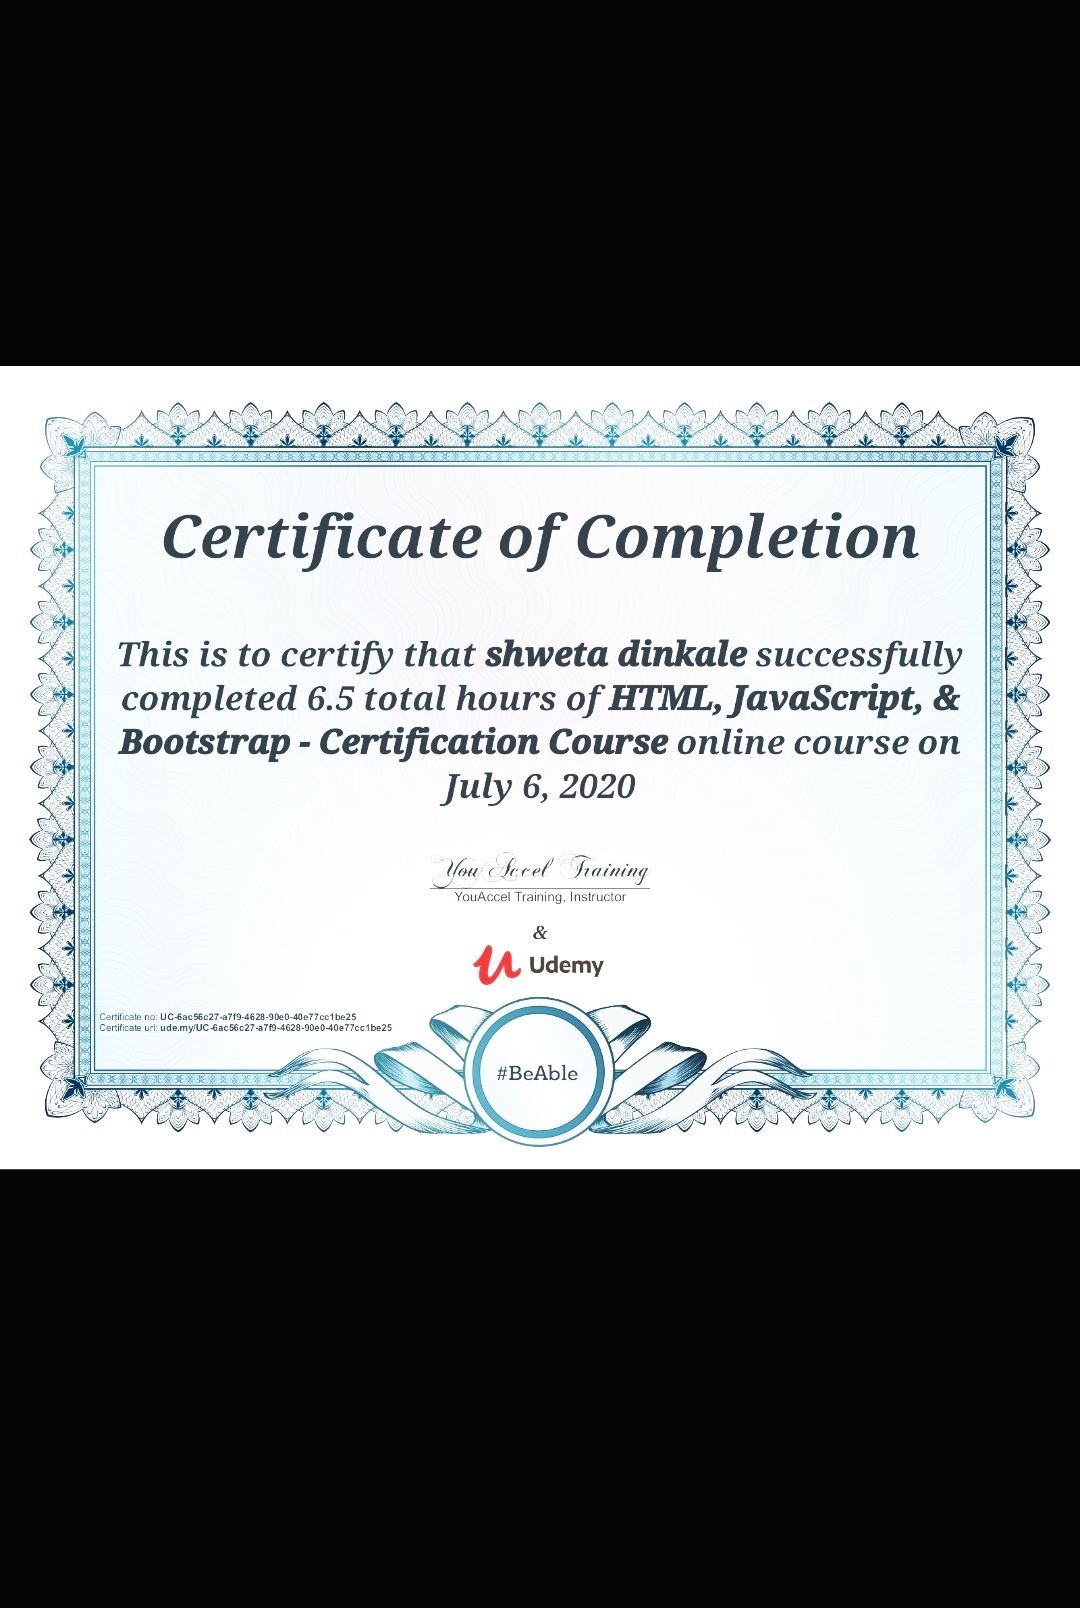 Certificate of Completion
This is to certify that shweta dinkale successfully
completed 6.5 total hours of HTML, JavaScript, &
Bootstrap - Certification Course online course on
July 6, 2020
You Accel Training
YouAccel Training, Instructor
&
Udemy
Certificate no: UC-6ac56c27-a7f9-4628-90e0-40e77cc1be25
Certificate url: ude.my/UC-6ac56c27-a7f9-4628-90e0-40e77cc1be25
#BeAble